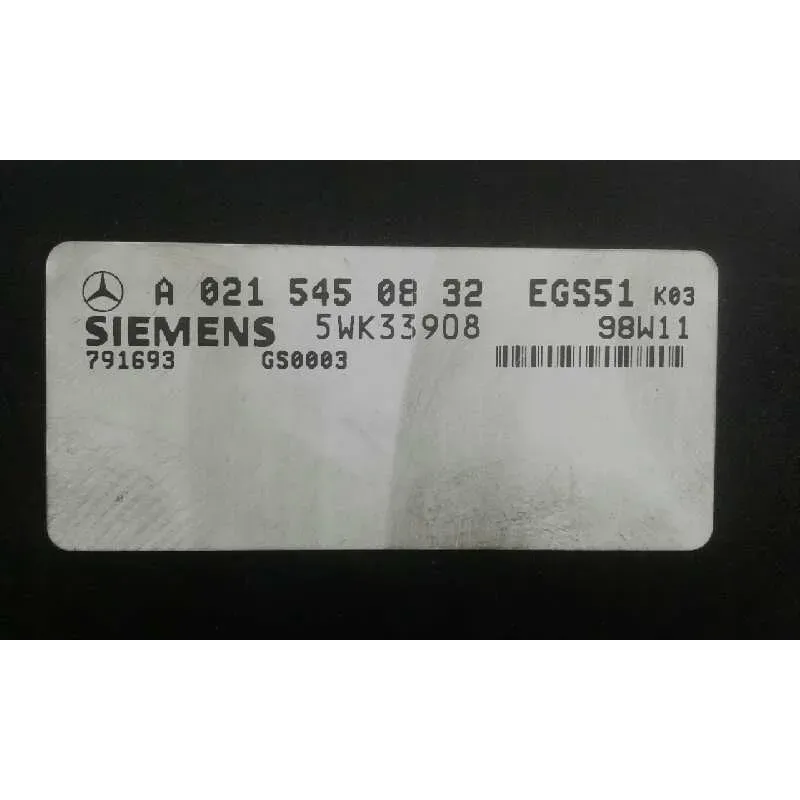 A 021 545 08 32 EGS51 K03
SIEMENS 5WK33908 98W11
791693 GS0003